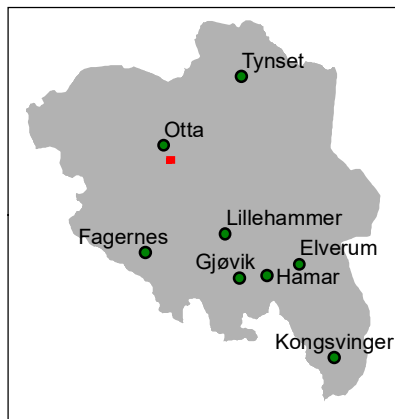 Tynset
Otta
Lillehammer
Fagernes
Elverum
Gjøvik
Hamar
Kongsvinger